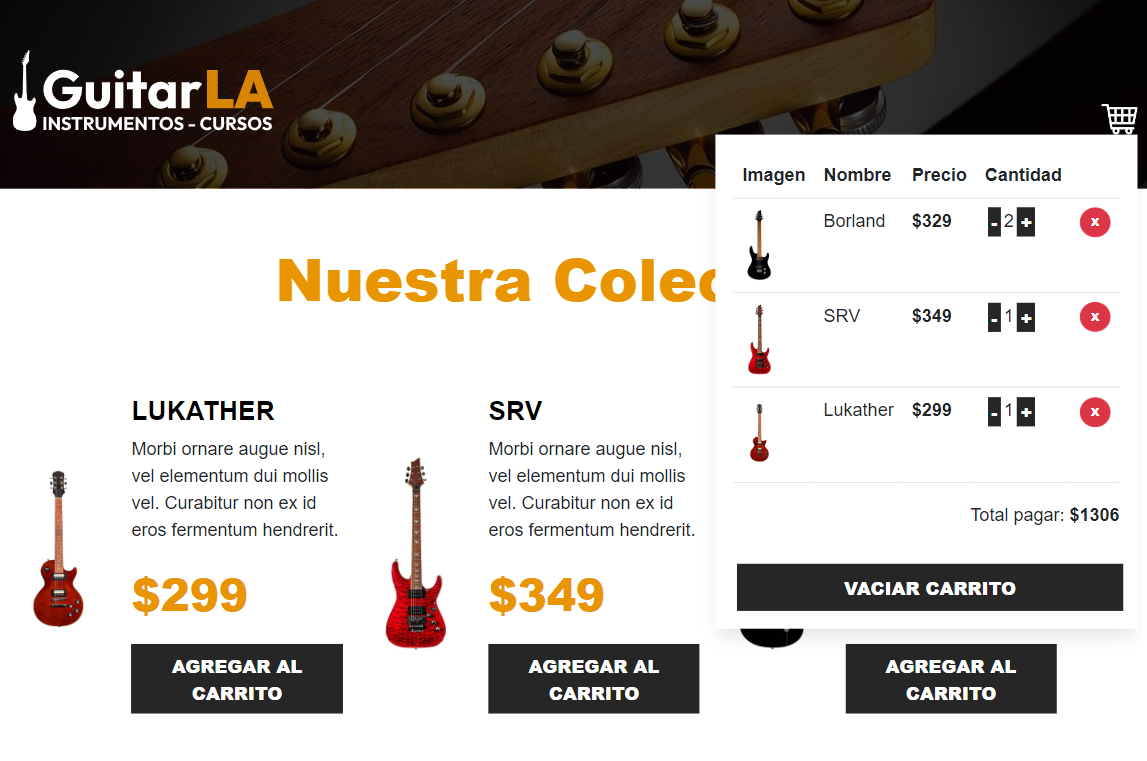 GuitarLA
INSTRUMENTOS - CURSOS
Imagen Nombre Precio Cantidad
Borland $329 - 2 + x
SRV $349 - 1 + x
Lukather $299 - 1 + x
Total pagar: $1306
VACIAR CARRITO
Nuestra Colec
LUKATHER
Morbi ornare augue nisl,
vel elementum dui mollis
vel. Curabitur non ex id
eros fermentum hendrerit.
$299
AGREGAR AL
CARRITO
SRV
Morbi ornare augue nisl,
vel elementum dui mollis
vel. Curabitur non ex id
eros fermentum hendrerit.
$349
AGREGAR AL
CARRITO
AGREGAR AL
CARRITO